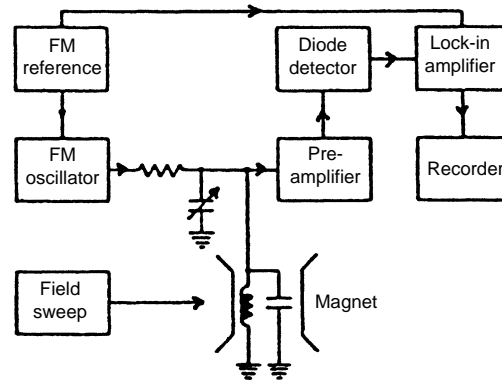 FM
reference
Diode
detector
Lock-in
amplifier
FM
oscillator
Pre-
amplifier
Recorder
Field
sweep
Magnet